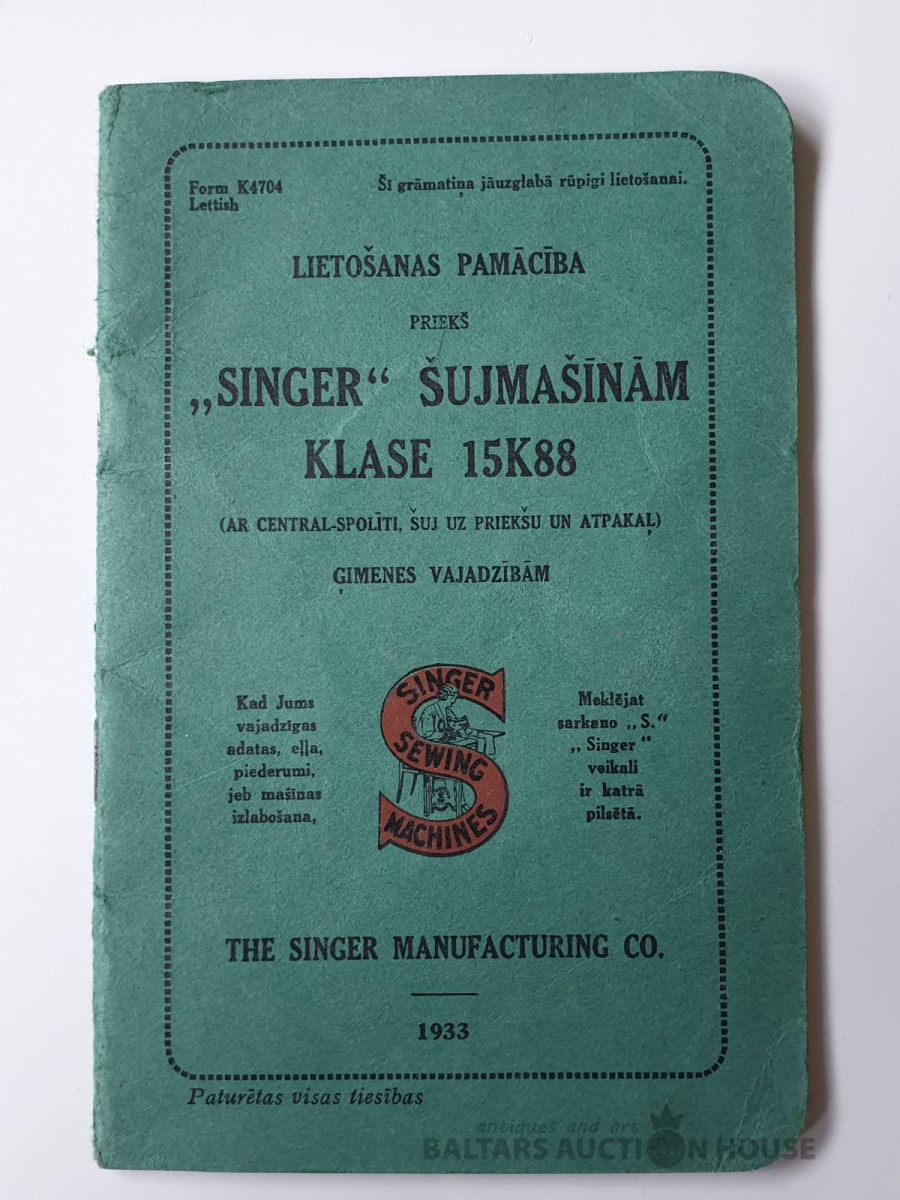 Form K4704
Lettish
Šī grāmatiņa jāuzglabā rūpigi lietošanai.
LIETOŠANAS PAMĀCĪBA
PRIEKŠ
„SINGER“ ŠUJMAŠĪNĀM
KLASE 15K88
(AR CENTRAL-SPOLĪTI, ŠUJ UZ PRIEKŠU UN ATPAKAĻ)
ĢIMENES VAJADZĪBĀM
Kad Jums
vajadzīgas
adatas, eļļa,
piederumi,
jeb mašinas
izlabošana,
SINGER
SEWING
MACHINES
Meklējat
sarkano „S.“
„Singer“
veikali
ir katrā
pilsētā.
THE SINGER MANUFACTURING CO.
1933
Paturētas visas tiesības
antiques and art
BALTARS AUCTION HOUSE